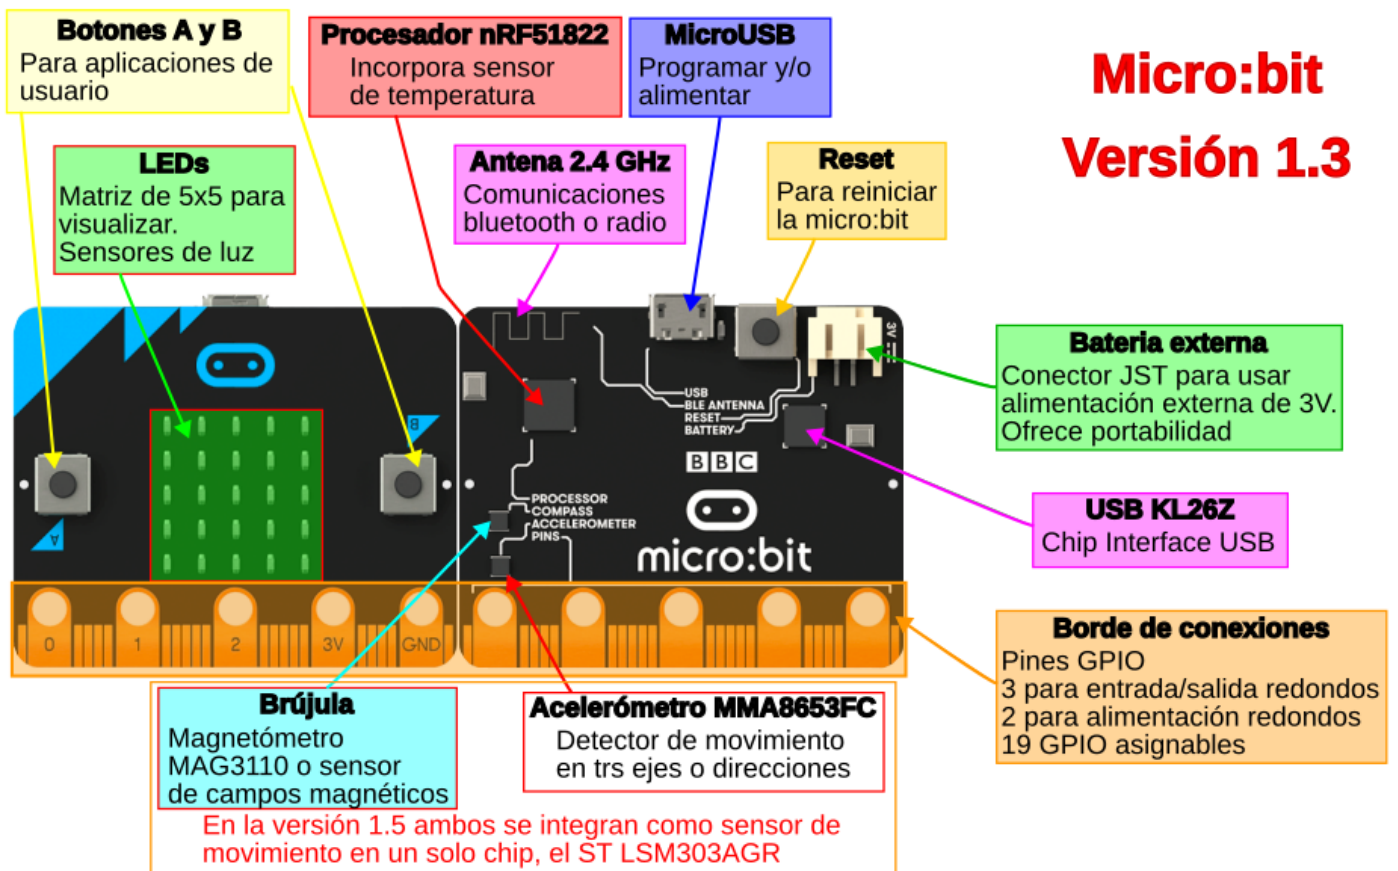 Botones A y B
Para aplicaciones de
usuario
Procesador nRF51822
Incorpora sensor
de temperatura
MicroUSB
Programar y/o
alimentar
Micro:bit
Versión 1.3
LEDs
Matriz de 5x5 para
visualizar.
Sensores de luz
Antena 2.4 GHz
Comunicaciones
bluetooth o radio
Reset
Para reiniciar
la micro:bit
3V
Bateria externa
Conector JST para usar
alimentación externa de 3V.
Ofrece portabilidad
USB
BLE ANTENNA
RESET
BATTERY
B
A
BBC
micro:bit
PROCESSOR
COMPASS
ACCELEROMETER
PINS
USB KL26Z
Chip Interface USB
0 1 2 3V GND
Borde de conexiones
Pines GPIO
3 para entrada/salida redondos
2 para alimentación redondos
19 GPIO asignables
Brújula
Magnetómetro
MAG3110 o sensor
de campos magnéticos
Acelerómetro MMA8653FC
Detector de movimiento
en trs ejes o direcciones
En la versión 1.5 ambos se integran como sensor de
movimiento en un solo chip, el ST LSM303AGR